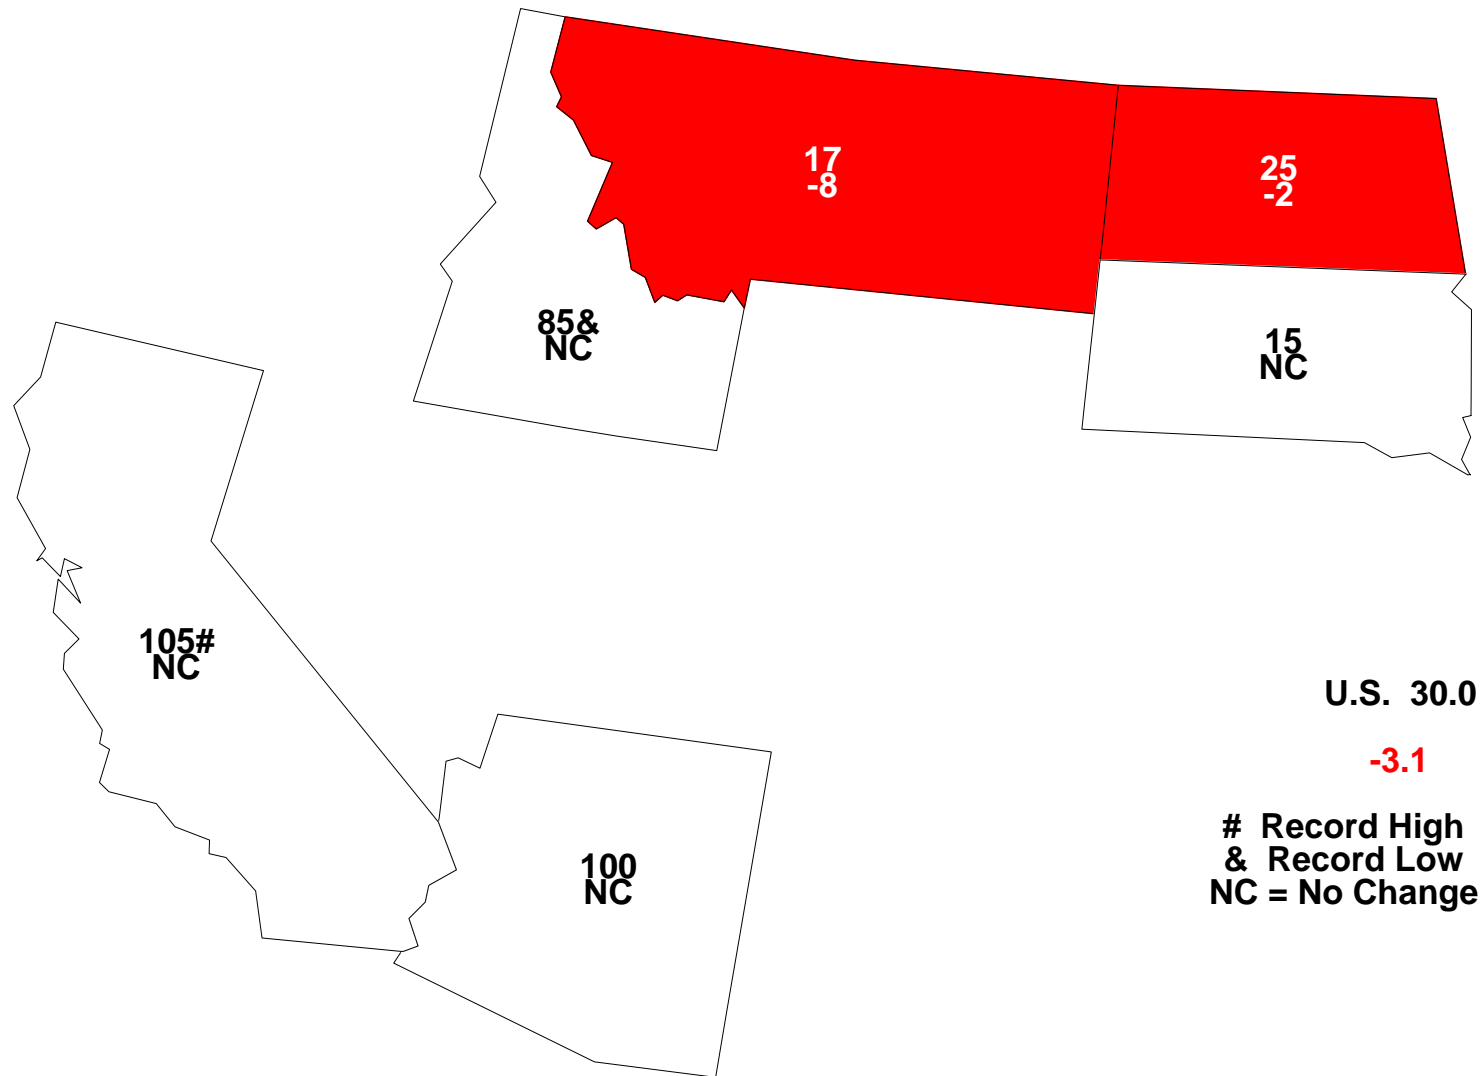 17
-8
25
-2
85&
NC
15
NC
105#
NC
100
NC
U.S. 30.0
-3.1
# Record High
& Record Low
NC = No Change